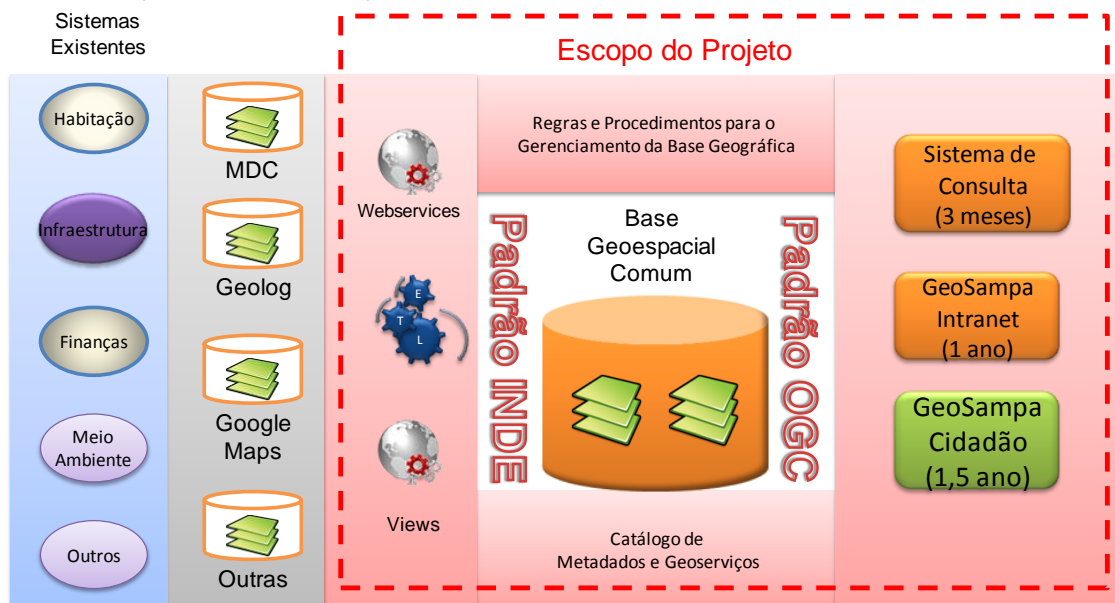 Sistemas
Existentes
Escopo do Projeto
Habitação
Infraestrutura
Finanças
Meio
Ambiente
Outros
MDC
Geolog
Google
Maps
Outras
Webservices
E
T
L
Views
Regras e Procedimentos para o
Gerenciamento da Base Geográfica
Padrão INDE
Base
Geoespacial
Comum
Padrão OGC
Catálogo de
Metadados e Geoserviços
Sistema de
Consulta
(3 meses)
GeoSampa
Intranet
(1 ano)
GeoSampa
Cidadão
(1,5 ano)